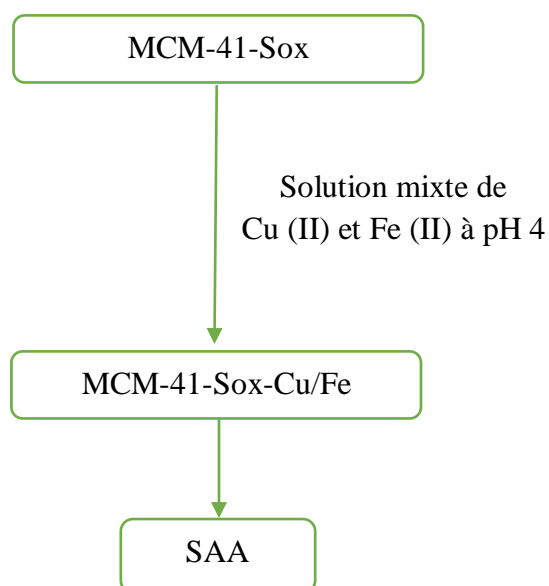 MCM-41-Sox
Solution mixte de
Cu (II) et Fe (II) à pH 4
MCM-41-Sox-Cu/Fe
SAA